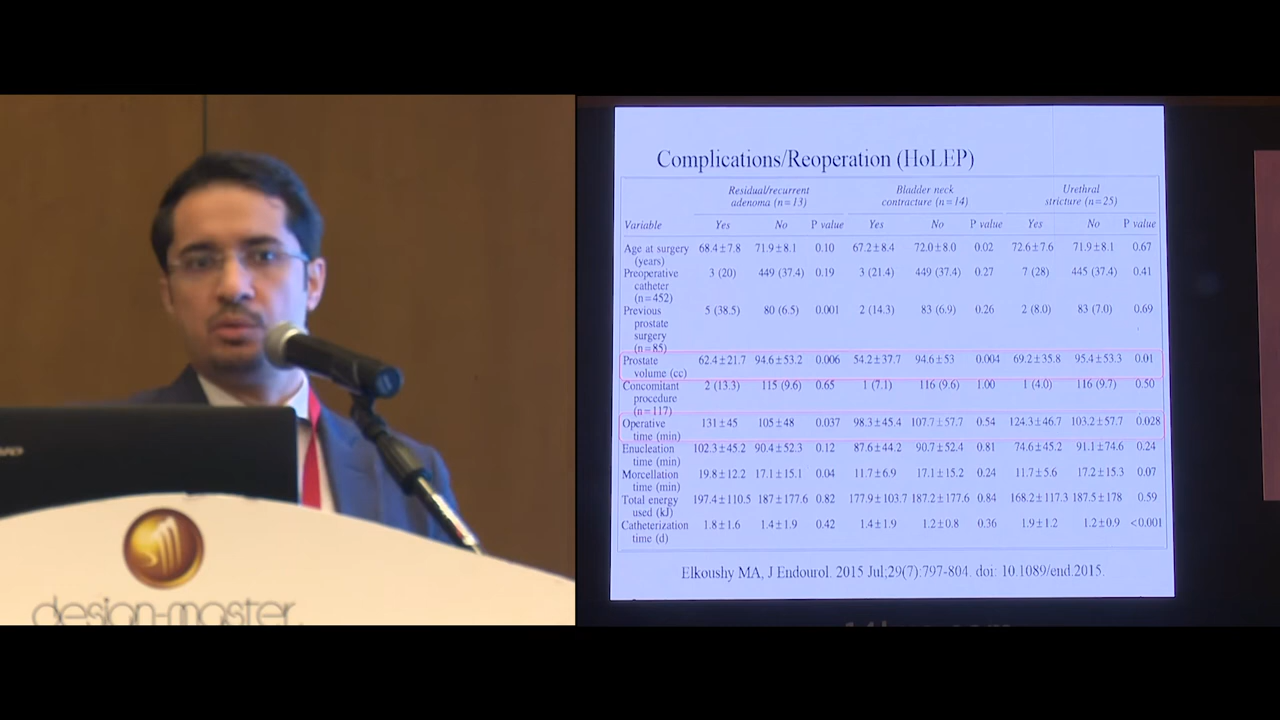 Complications/Reoperation (HoLEP)
Residual/recurrent adenoma (n=13) Bladder neck contracture (n=14) Urethral stricture (n=25)
Variable Yes No P value Yes No P value Yes No P value
Age at surgery (years) 68.4±7.8 71.9±8.1 0.10 67.2±8.4 72.0±8.0 0.02 72.6±7.6 71.9±8.1 0.67
Preoperative catheter (n=452) 3 (20) 449 (37.4) 0.19 3 (21.4) 449 (37.4) 0.27 7 (28) 445 (37.4) 0.41
Previous prostate surgery (n=85) 5 (38.5) 80 (6.5) 0.001 2 (14.3) 83 (6.9) 0.26 2 (8.0) 83 (7.0) 0.69
Prostate volume (cc) 62.4±21.7 94.6±53.2 0.006 54.2±37.7 94.6±53 0.004 69.2±35.8 95.4±53.3 0.01
Concomitant procedure (n=117) 2 (13.3) 115 (9.6) 0.65 1 (7.1) 116 (9.6) 1.00 1 (4.0) 116 (9.7) 0.50
Operative time (min) 131±45 105±48 0.037 98.3±45.4 107.7±57.7 0.54 124.3±46.7 103.2±57.7 0.028
Enucleation time (min) 102.3±45.2 90.4±52.3 0.12 87.6±44.2 90.7±52.4 0.81 74.6±45.2 91.1±74.6 0.24
Morcellation time (min) 19.8±12.2 17.1±15.1 0.04 11.7±6.9 17.1±15.2 0.24 11.7±5.6 17.2±15.3 0.07
Total energy used (kJ) 197.4±110.5 187±177.6 0.82 177.9±103.7 187.2±177.6 0.84 168.2±117.3 187.5±178 0.59
Catheterization time (d) 1.8±1.6 1.4±1.9 0.42 1.4±1.9 1.2±0.8 0.36 1.9±1.2 1.2±0.9 <0.001
Elkoushy MA, J Endourol. 2015 Jul;29(7):797-804. doi: 10.1089/end.2015.
design-master